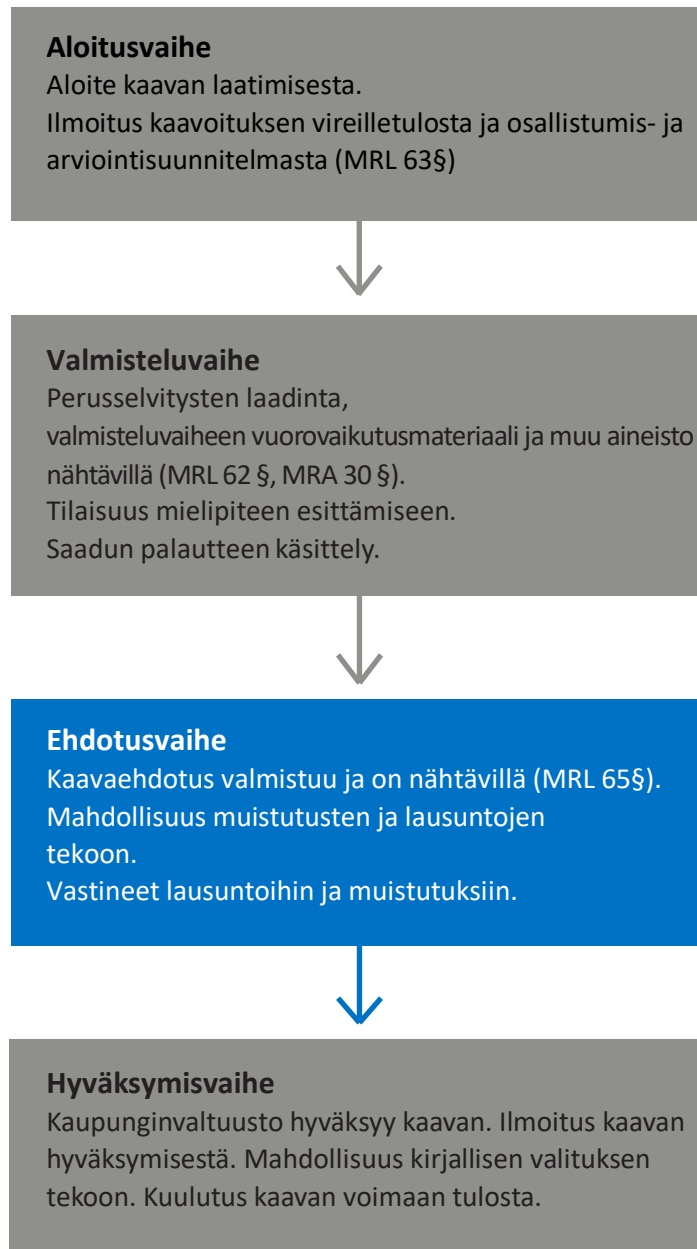 Aloitusvaihe
Aloite kaavan laatimisesta.
Ilmoitus kaavoituksen vireilletulosta ja osallistumis- ja
arviointisuunnitelmasta (MRL 63§)
Valmisteluvaihe
Perusselvitysten laadinta,
valmisteluvaiheen vuorovaikutusmateriaali ja muu aineisto
nähtävillä (MRL 62 §, MRA 30 §).
Tilaisuus mielipiteen esittämiseen.
Saadun palautteen käsittely.
Ehdotusvaihe
Kaavaehdotus valmistuu ja on nähtävillä (MRL 65§).
Mahdollisuus muistutusten ja lausuntojen
tekoon.
Vastineet lausuntoihin ja muistutuksiin.
Hyväksymisvaihe
Kaupunginvaltuusto hyväksyy kaavan. Ilmoitus kaavan
hyväksymisestä. Mahdollisuus kirjallisen valituksen
tekoon. Kuulutus kaavan voimaan tulosta.